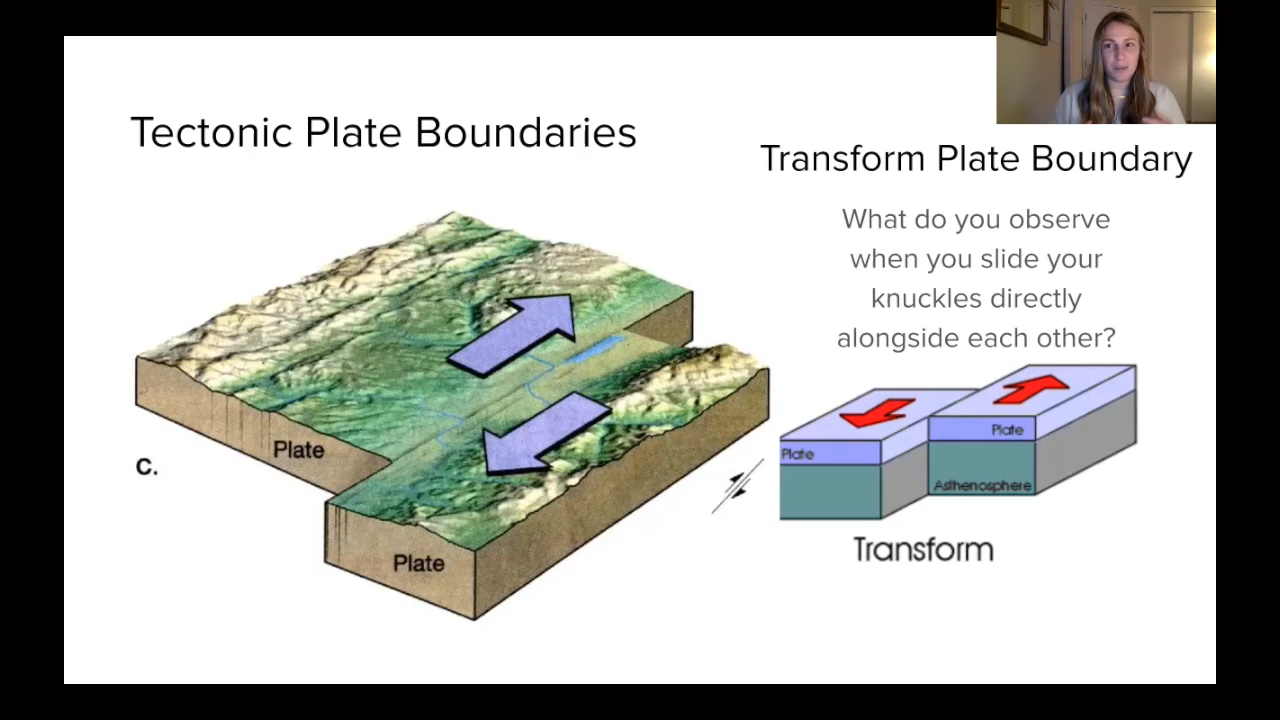 Tectonic Plate Boundaries
Transform Plate Boundary
What do you observe
when you slide your
knuckles directly
alongside each other?
Plate
C.
Plate
Plate
Plate
Asthenosphere
Transform